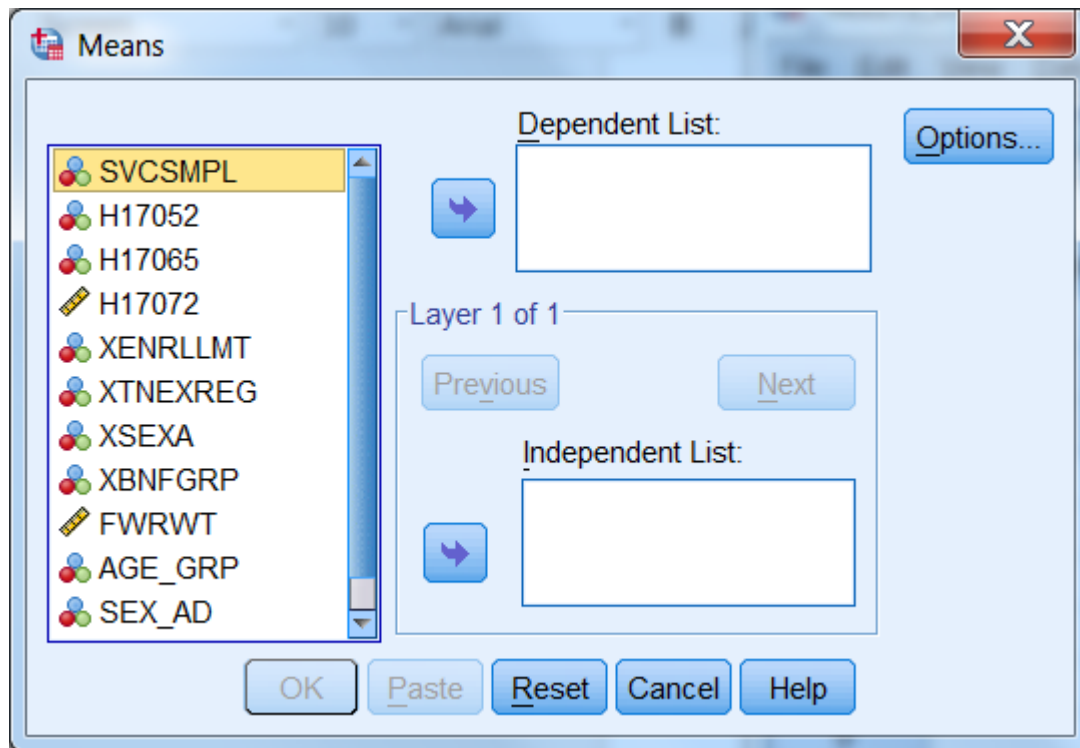 Means
X
SVCSMPL
H17052
H17065
H17072
XENRLLMT
XTNEXREG
XSEXA
XBNFGRP
FWRWT
AGE_GRP
SEX_AD
Dependent List:
Options...
Layer 1 of 1
Previous
Next
Independent List:
OK
Paste
Reset
Cancel
Help